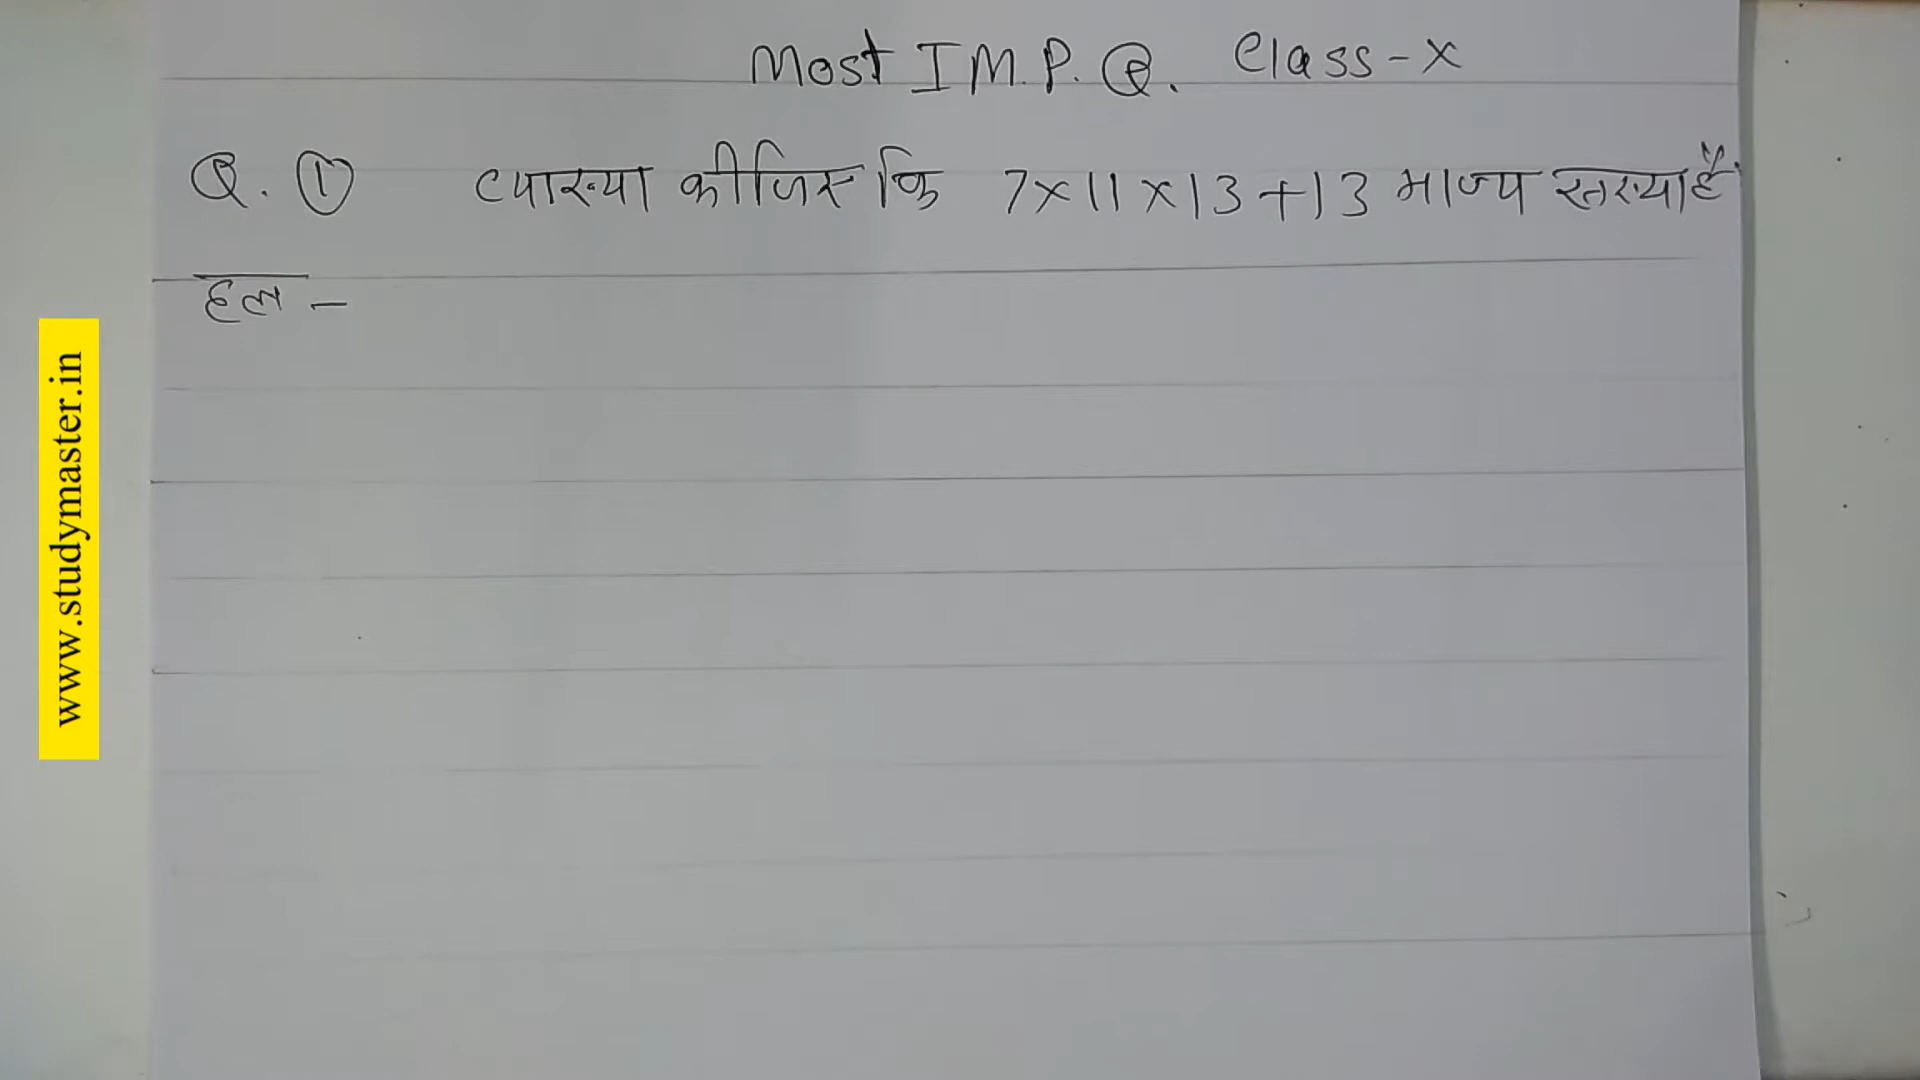 Most IMP. Q. Class-X
Q. ① व्याख्या कीजिए कि 7×11×13+13 भाज्य संख्या हैं
हल -
www.studymaster.in